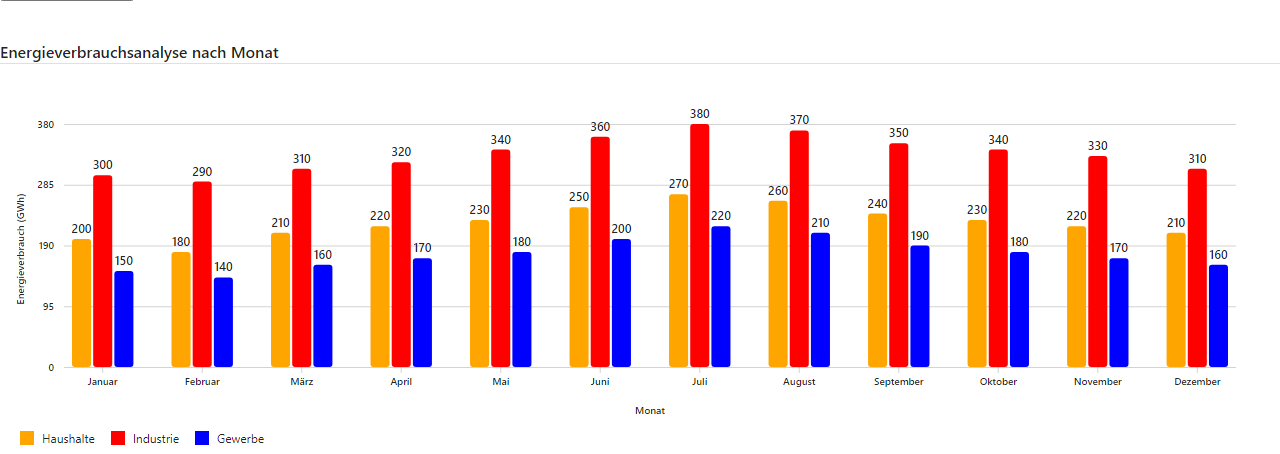 Energieverbrauchsanalyse nach Monat
Energieverbrauch (GWh)
380
285
190
95
0
200 300 150
180 290 140
210 310 160
220 320 170
230 340 180
250 360 200
270 380 220
260 370 210
240 350 190
230 340 180
220 330 170
210 310 160
Januar Februar März April Mai Juni Juli August September Oktober November Dezember
Monat
Haushalte Industrie Gewerbe